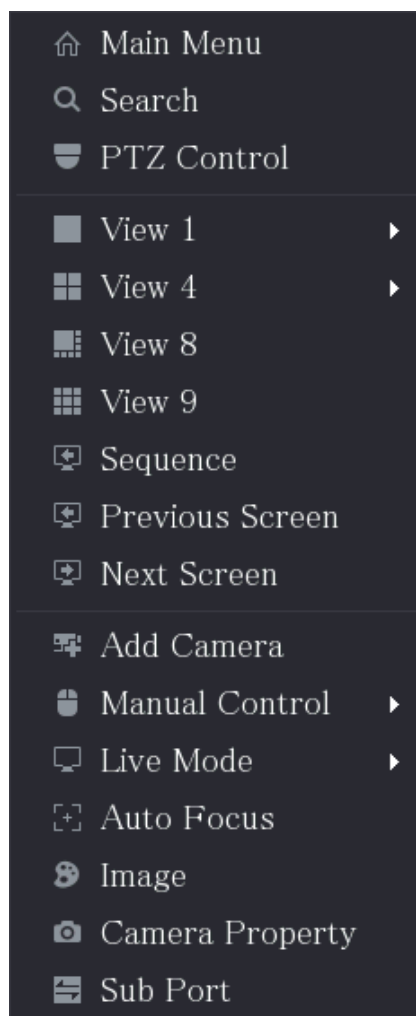 Main Menu
Search
PTZ Control
View 1
View 4
View 8
View 9
Sequence
Previous Screen
Next Screen
Add Camera
Manual Control
Live Mode
Auto Focus
Image
Camera Property
Sub Port